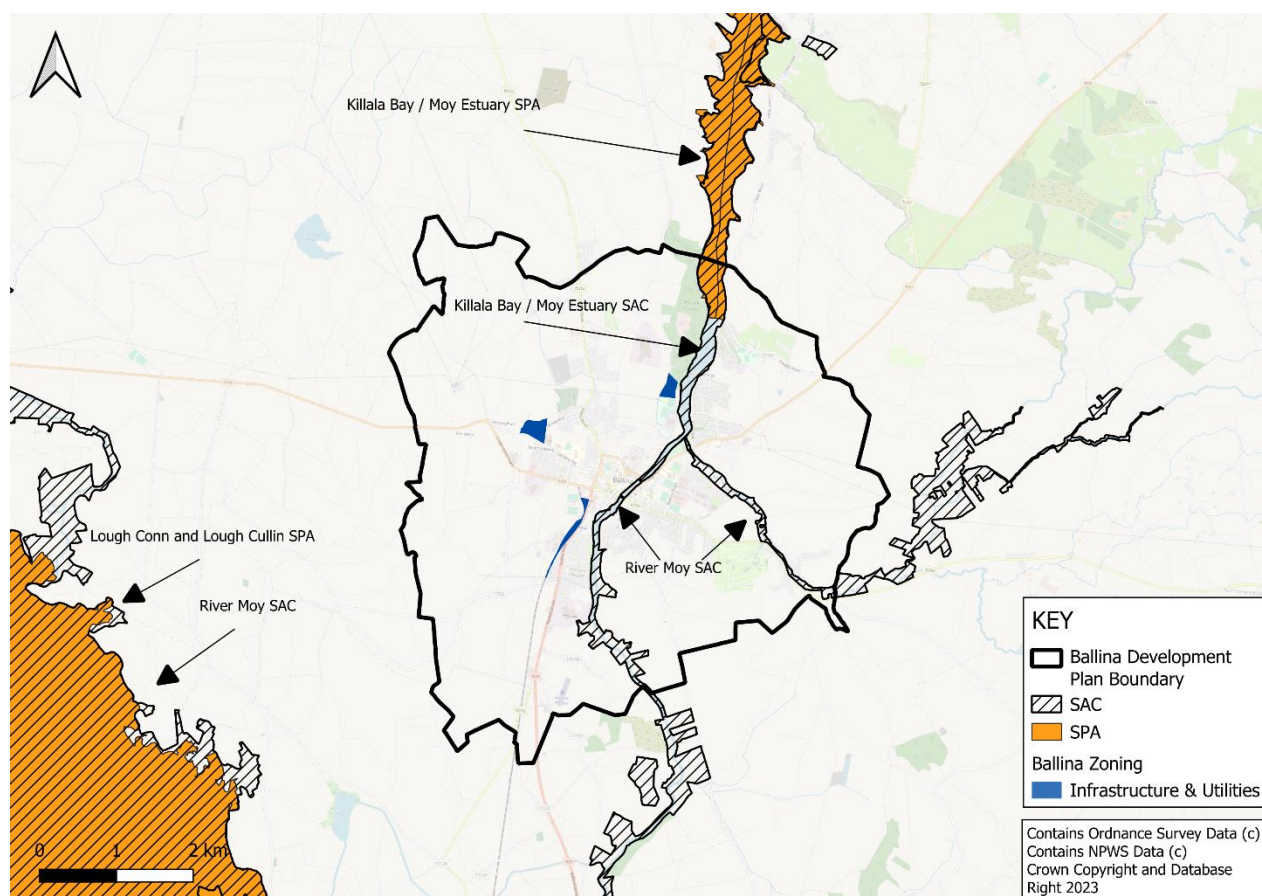 Killala Bay / Moy Estuary SPA
Killala Bay / Moy Estuary SAC
Ballina
Lough Conn and Lough Cullin SPA
River Moy SAC
River Moy SAC
KEY
Ballina Development
Plan Boundary
SAC
SPA
Ballina Zoning
Infrastructure & Utilities
0 1 2 km
Contains Ordnance Survey Data (c)
Contains NPWS Data (c)
Crown Copyright and Database
Right 2023